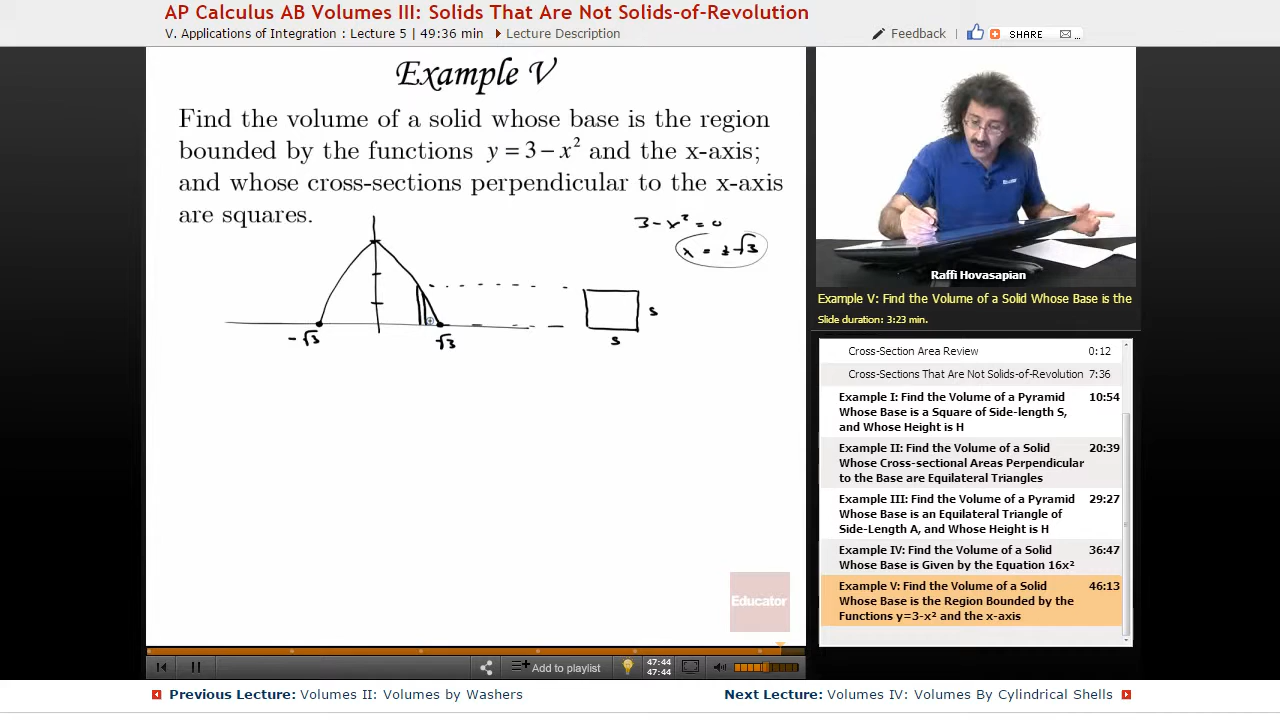 AP Calculus AB Volumes III: Solids That Are Not Solids-of-Revolution
V. Applications of Integration : Lecture 5 | 49:36 min
Lecture Description
Feedback | SHARE
Example V
Find the volume of a solid whose base is the region
bounded by the functions y = 3 − x² and the x-axis;
and whose cross-sections perpendicular to the x-axis
are squares.
3 − x² = 0
x = ±√3
s
s
−√3
√3
Educator
Educator
Raffi Hovasapian
Example V: Find the Volume of a Solid Whose Base is the
Slide duration: 3:23 min.
Cross-Section Area Review 0:12
Cross-Sections That Are Not Solids-of-Revolution 7:36
Example I: Find the Volume of a Pyramid 10:54
Whose Base is a Square of Side-length S,
and Whose Height is H
Example II: Find the Volume of a Solid 20:39
Whose Cross-sectional Areas Perpendicular
to the Base are Equilateral Triangles
Example III: Find the Volume of a Pyramid 29:27
Whose Base is an Equilateral Triangle of
Side-Length A, and Whose Height is H
Example IV: Find the Volume of a Solid 36:47
Whose Base is Given by the Equation 16x²
Example V: Find the Volume of a Solid 46:13
Whose Base is the Region Bounded by the
Functions y=3-x² and the x-axis
Add to playlist
47:44
47:44
Previous Lecture: Volumes II: Volumes by Washers
Next Lecture: Volumes IV: Volumes By Cylindrical Shells